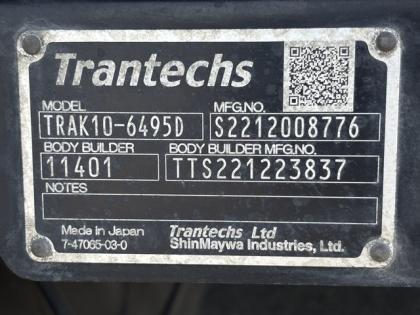 Trantechs
MODEL MFG.NO.
TRAK10-6495D S2212008776
BODY BUILDER BODY BUILDER MFG.NO.
11401 TTS221223837
NOTES
Made in Japan Trantechs Ltd
7-47065-03-0 ShinMaywa Industries, Ltd.